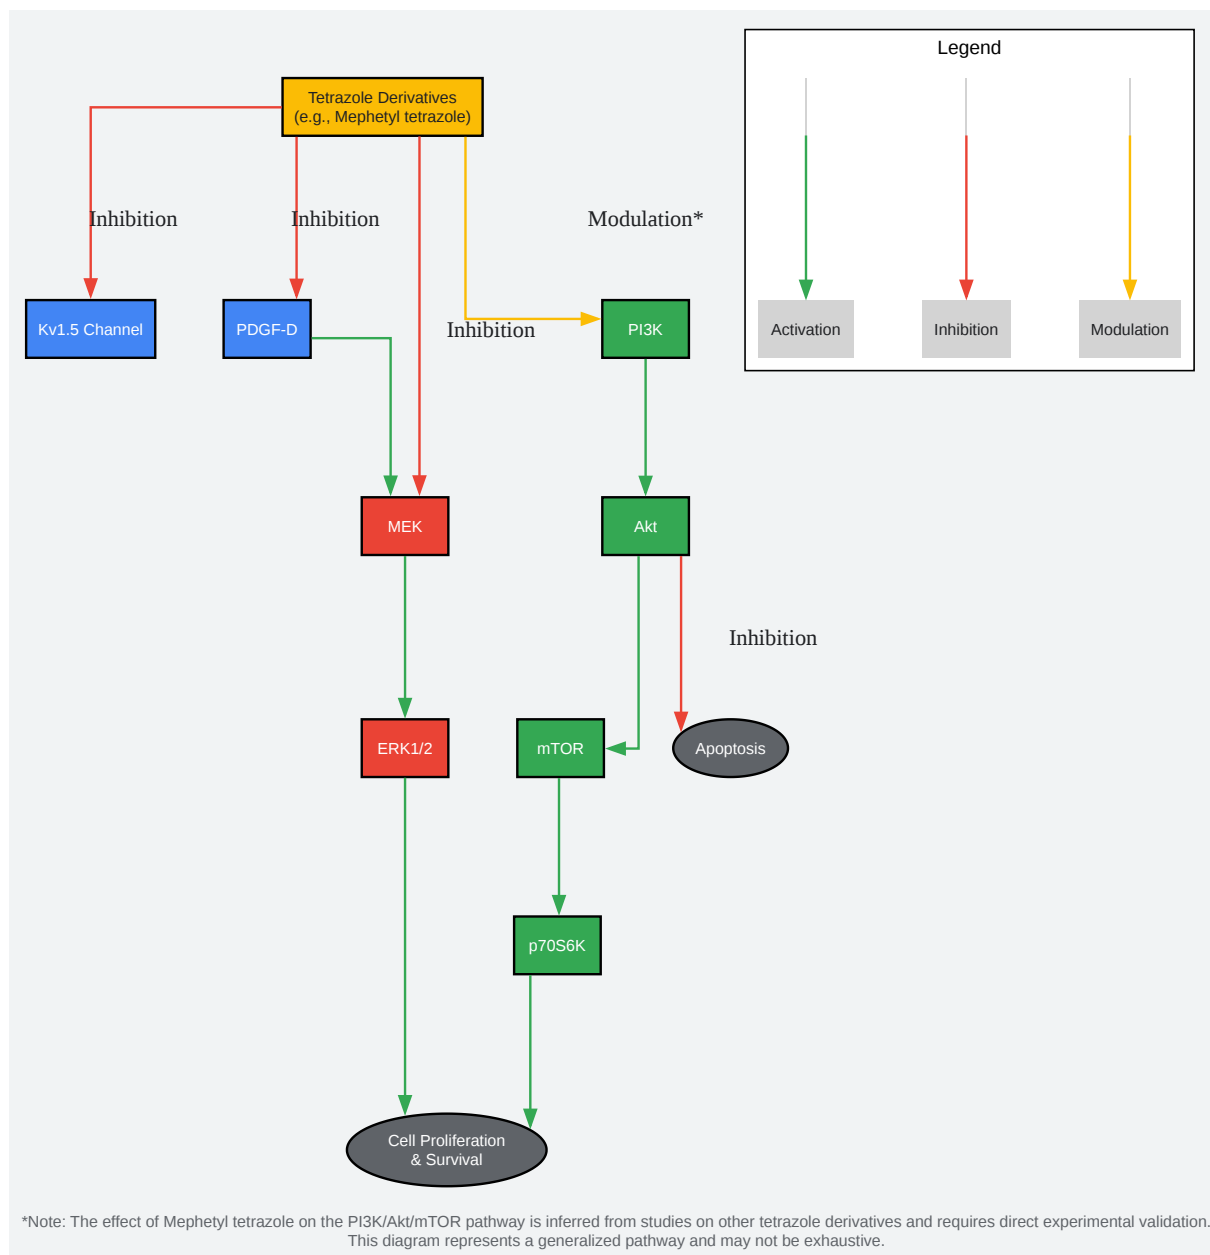 Legend
Tetrazole Derivatives
(e.g., Mephetyl tetrazole)
Inhibition
Inhibition
Modulation*
Kv1.5 Channel
PDGF-D
Inhibition
PI3K
Activation
Inhibition
Modulation
MEK
Akt
Inhibition
ERK1/2
mTOR
Apoptosis
p70S6K
Cell Proliferation
& Survival
*Note: The effect of Mephetyl tetrazole on the PI3K/Akt/mTOR pathway is inferred from studies on other tetrazole derivatives and requires direct experimental validation.
This diagram represents a generalized pathway and may not be exhaustive.